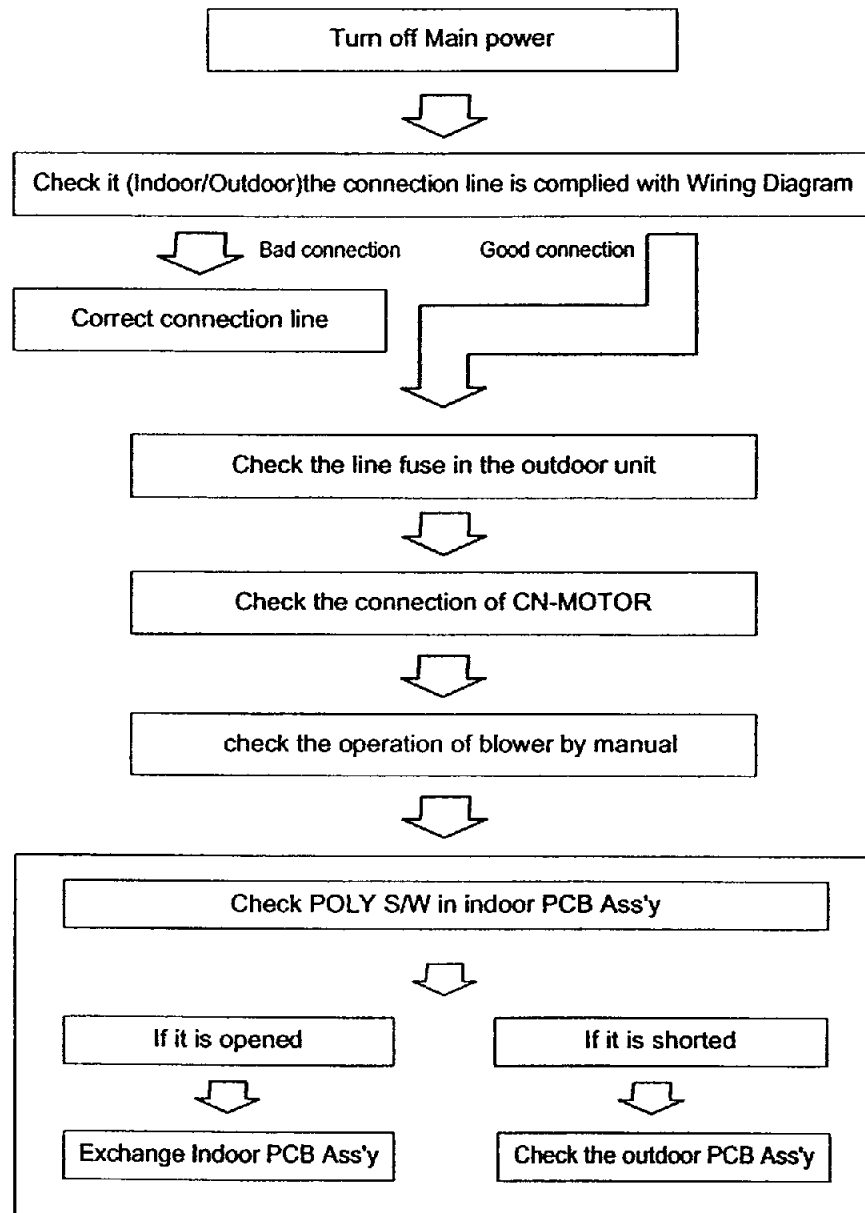 Turn off Main power
Check it (Indoor/Outdoor)the connection line is complied with Wiring Diagram
Bad connection
Good connection
Correct connection line
Check the line fuse in the outdoor unit
Check the connection of CN-MOTOR
check the operation of blower by manual
Check POLY S/W in indoor PCB Ass'y
If it is opened
If it is shorted
Exchange Indoor PCB Ass'y
Check the outdoor PCB Ass'y